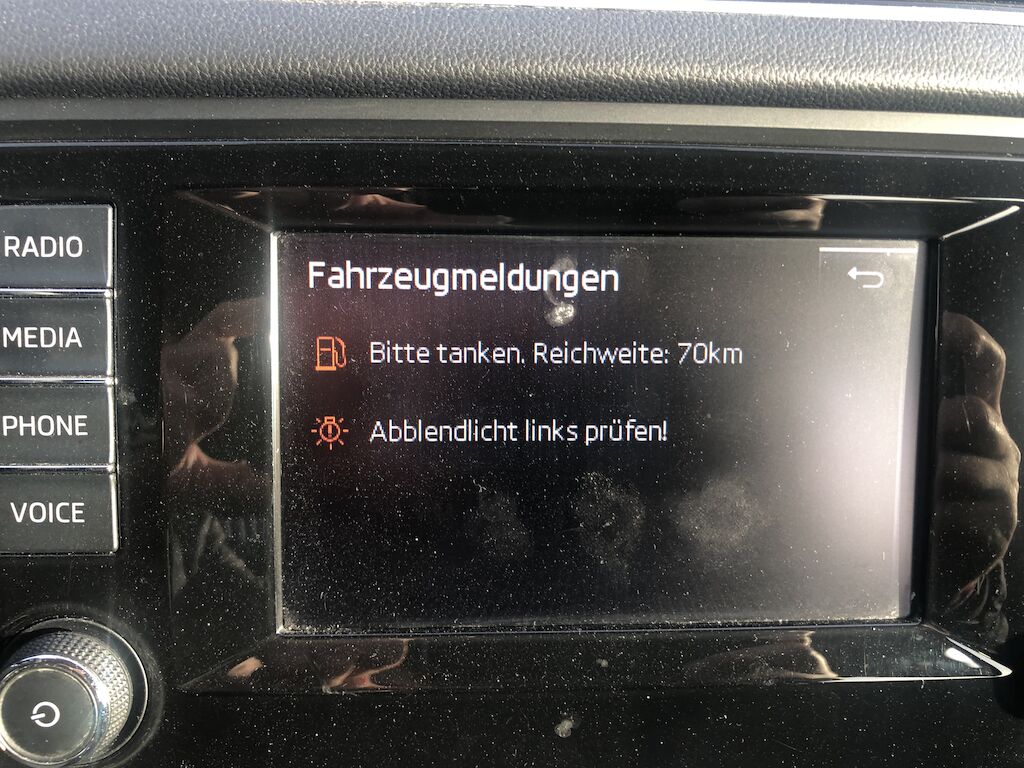 Fahrzeugmeldungen
Bitte tanken. Reichweite: 70km
Abblendlicht links prüfen!
RADIO
MEDIA
PHONE
VOICE